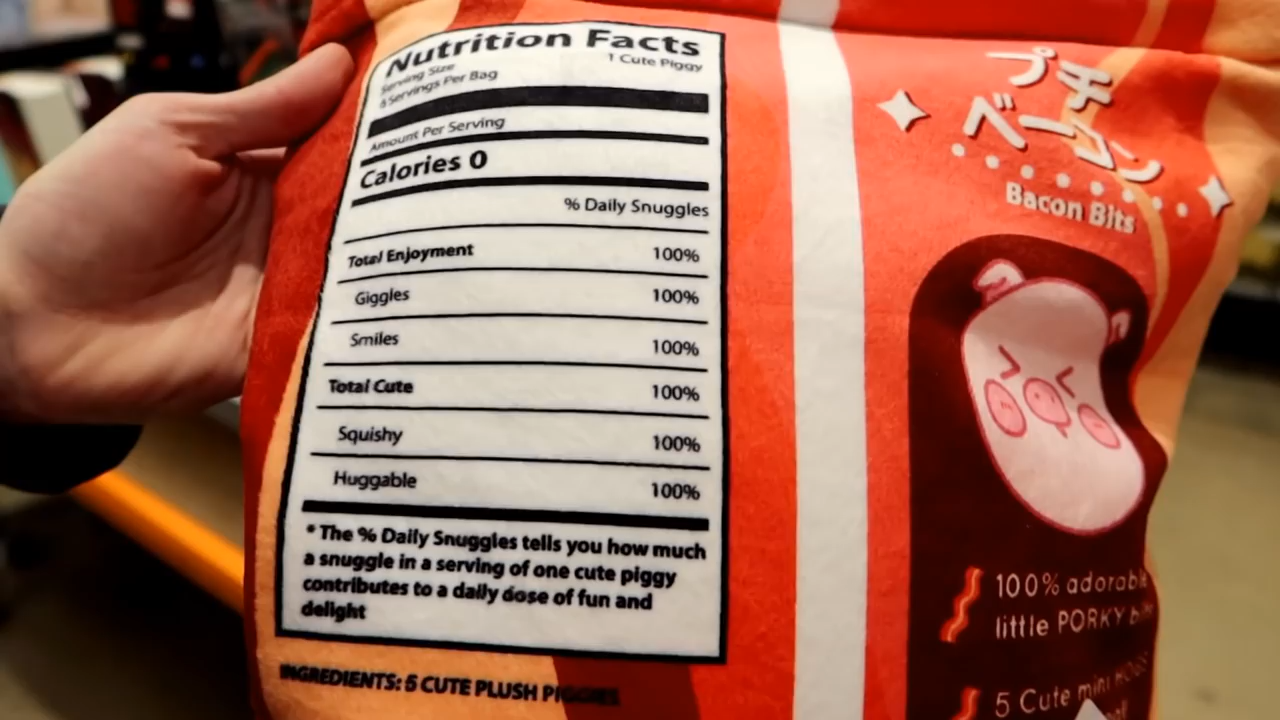 Nutrition Facts
Serving Size 1 Cute Piggy
Servings Per Bag
Amount Per Serving
Calories 0
% Daily Snuggles
Total Enjoyment 100%
Giggles 100%
Smiles 100%
Total Cute 100%
Squishy 100%
Huggable 100%
* The % Daily Snuggles tells you how much
a snuggle in a serving of one cute piggy
contributes to a daily dose of fun and
delight
INGREDIENTS: 5 CUTE PLUSH PIGGIES
プチ
ベーコン
Bacon Bits
100% adorable
little PORKY
5 Cute mini HOGS